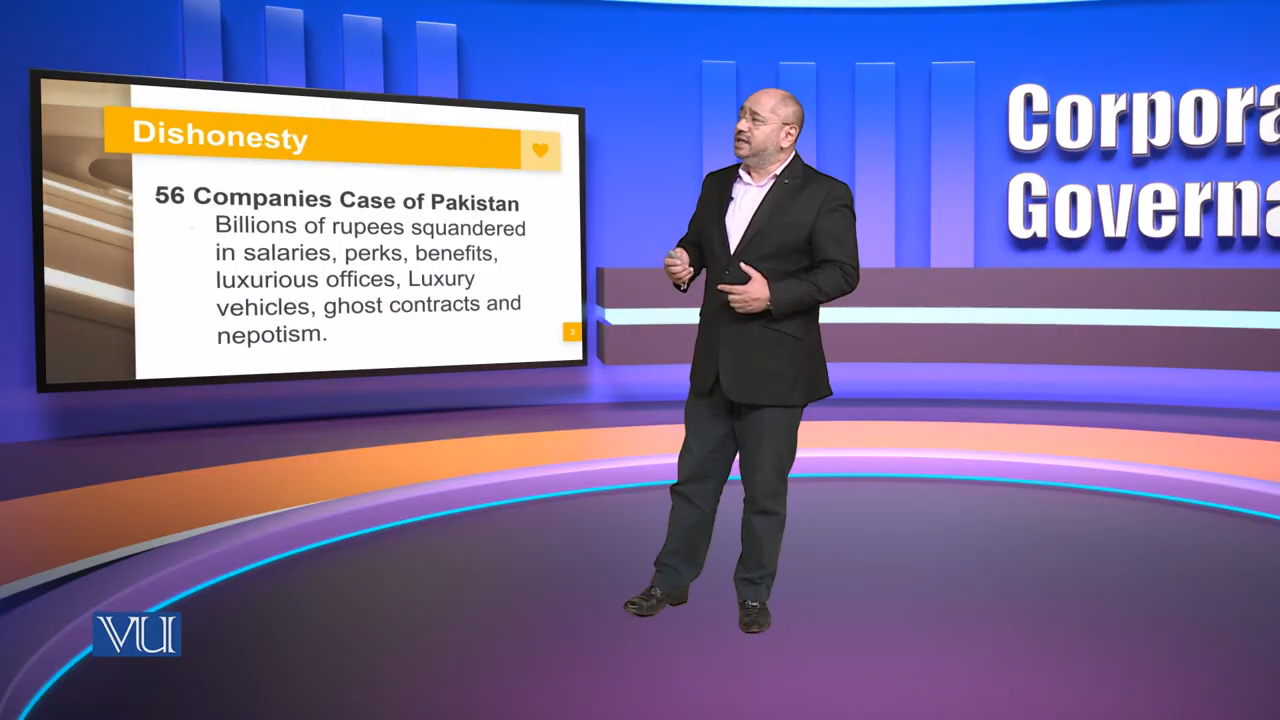 Dishonesty
56 Companies Case of Pakistan
Billions of rupees squandered
in salaries, perks, benefits,
luxurious offices, Luxury
vehicles, ghost contracts and
nepotism.
3
Corpora
Governa
VU